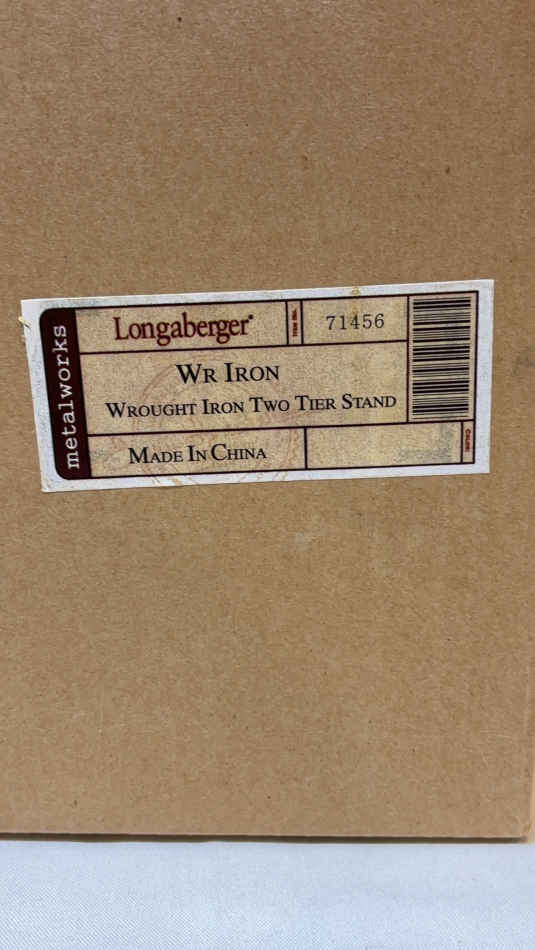 metalworks
Longaberger®
71456
WR IRON
WROUGHT IRON TWO TIER STAND
MADE IN CHINA